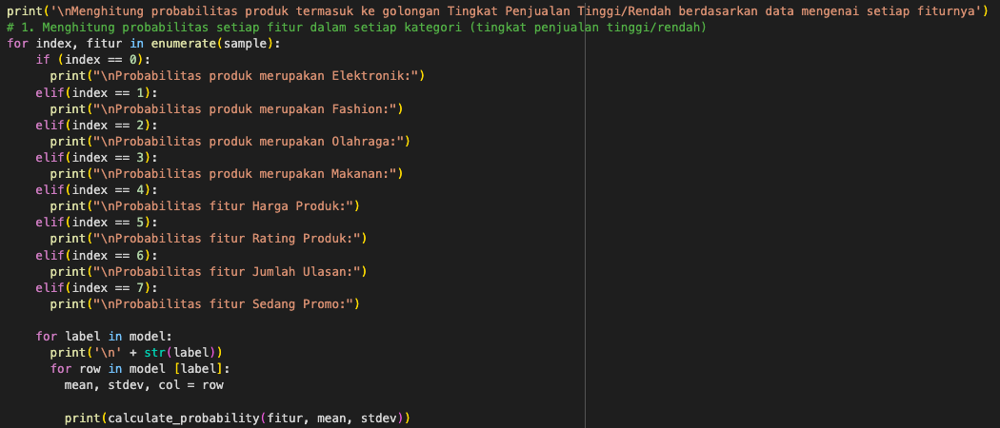 print('\nMenghitung probabilitas produk termasuk ke golongan Tingkat Penjualan Tinggi/Rendah berdasarkan data mengenai setiap fiturnya')
# 1. Menghitung probabilitas setiap fitur dalam setiap kategori (tingkat penjualan tinggi/rendah)
for index, fitur in enumerate(sample):
    if (index == 0):
      print("\nProbabilitas produk merupakan Elektronik:")
    elif(index == 1):
      print("\nProbabilitas produk merupakan Fashion:")
    elif(index == 2):
      print("\nProbabilitas produk merupakan Olahraga:")
    elif(index == 3):
      print("\nProbabilitas produk merupakan Makanan:")
    elif(index == 4):
      print("\nProbabilitas fitur Harga Produk:")
    elif(index == 5):
      print("\nProbabilitas fitur Rating Produk:")
    elif(index == 6):
      print("\nProbabilitas fitur Jumlah Ulasan:")
    elif(index == 7):
      print("\nProbabilitas fitur Sedang Promo:")

    for label in model:
      print('\n' + str(label))
      for row in model [label]:
        mean, stdev, col = row

        print(calculate_probability(fitur, mean, stdev))